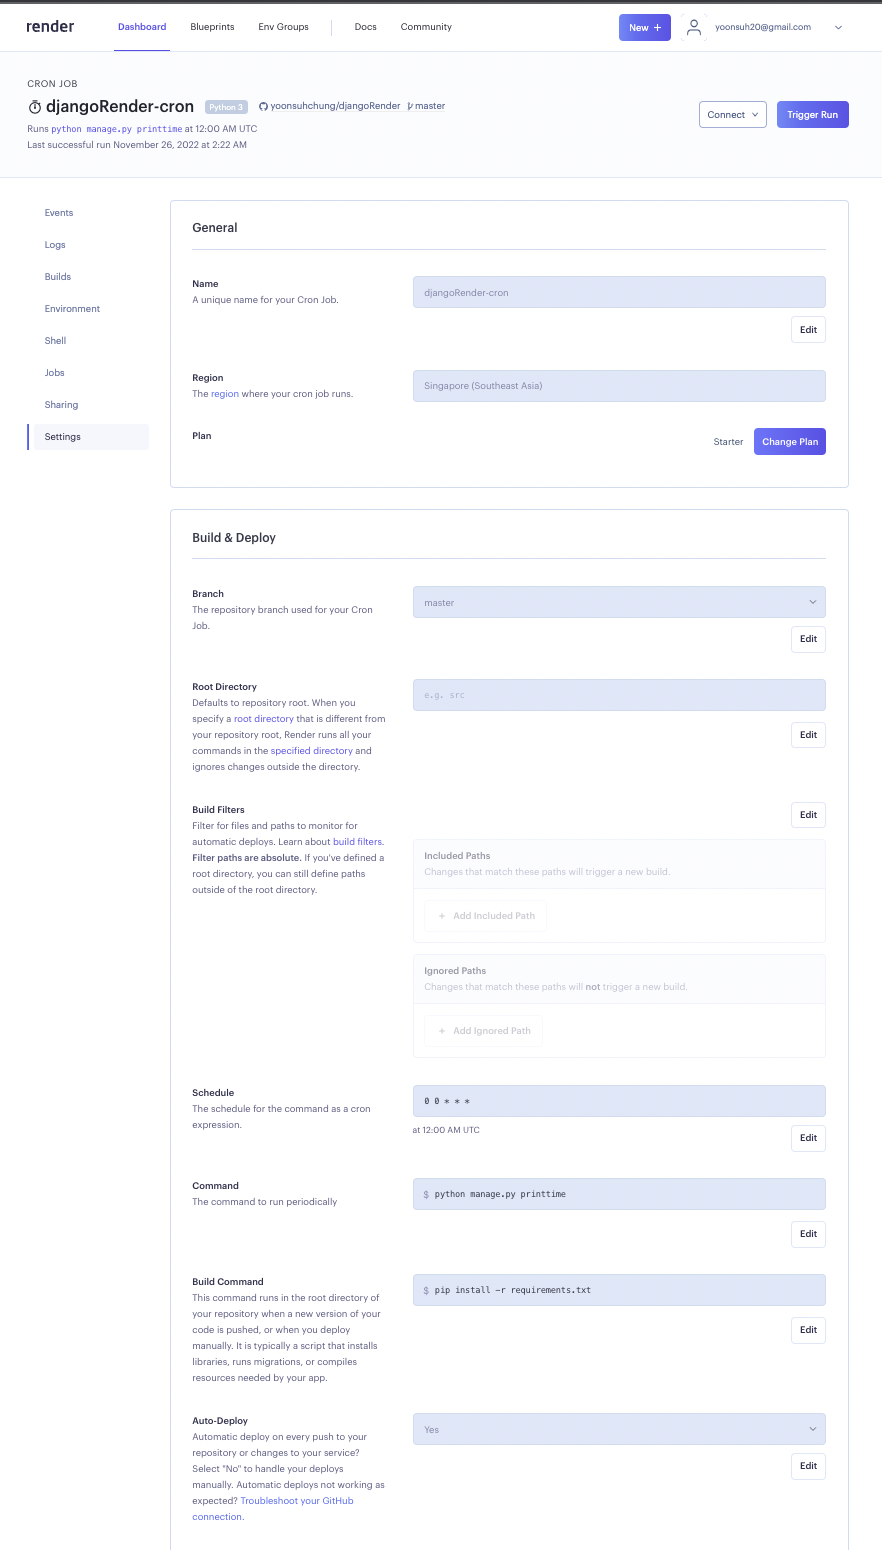 render
Dashboard Blueprints Env Groups Docs Community New + yoonsuh20@gmail.com
CRON JOB
djangoRender-cron Python 3 yoonsuhchung/djangoRender master
Connect Trigger Run
Runs python manage.py printtime at 12:00 AM UTC
Last successful run November 26, 2022 at 2:22 AM
Events
Logs
Builds
Environment
Shell
Jobs
Sharing
Settings
General
Name
A unique name for your Cron Job.
djangoRender-cron
Edit
Region
The region where your cron job runs.
Singapore (Southeast Asia)
Plan
Starter Change Plan
Build & Deploy
Branch
The repository branch used for your Cron
Job.
master
Edit
Root Directory
Defaults to repository root. When you
specify a root directory that is different from
your repository root, Render runs all your
commands in the specified directory and
ignores changes outside the directory.
e.g. src
Edit
Build Filters
Filter for files and paths to monitor for
automatic deploys. Learn about build filters.
Filter paths are absolute. If you've defined a
root directory, you can still define paths
outside of the root directory.
Edit
Included Paths
Changes that match these paths will trigger a new build.
+ Add Included Path
Ignored Paths
Changes that match these paths will not trigger a new build.
+ Add Ignored Path
Schedule
The schedule for the command as a cron
expression.
0 0 * * *
at 12:00 AM UTC
Edit
Command
The command to run periodically
$ python manage.py printtime
Edit
Build Command
This command runs in the root directory of
your repository when a new version of your
code is pushed, or when you deploy
manually. It is typically a script that installs
libraries, runs migrations, or compiles
resources needed by your app.
$ pip install -r requirements.txt
Edit
Auto-Deploy
Automatic deploy on every push to your
repository or changes to your service?
Select "No" to handle your deploys
manually. Automatic deploys not working as
expected? Troubleshoot your GitHub
connection.
Yes
Edit